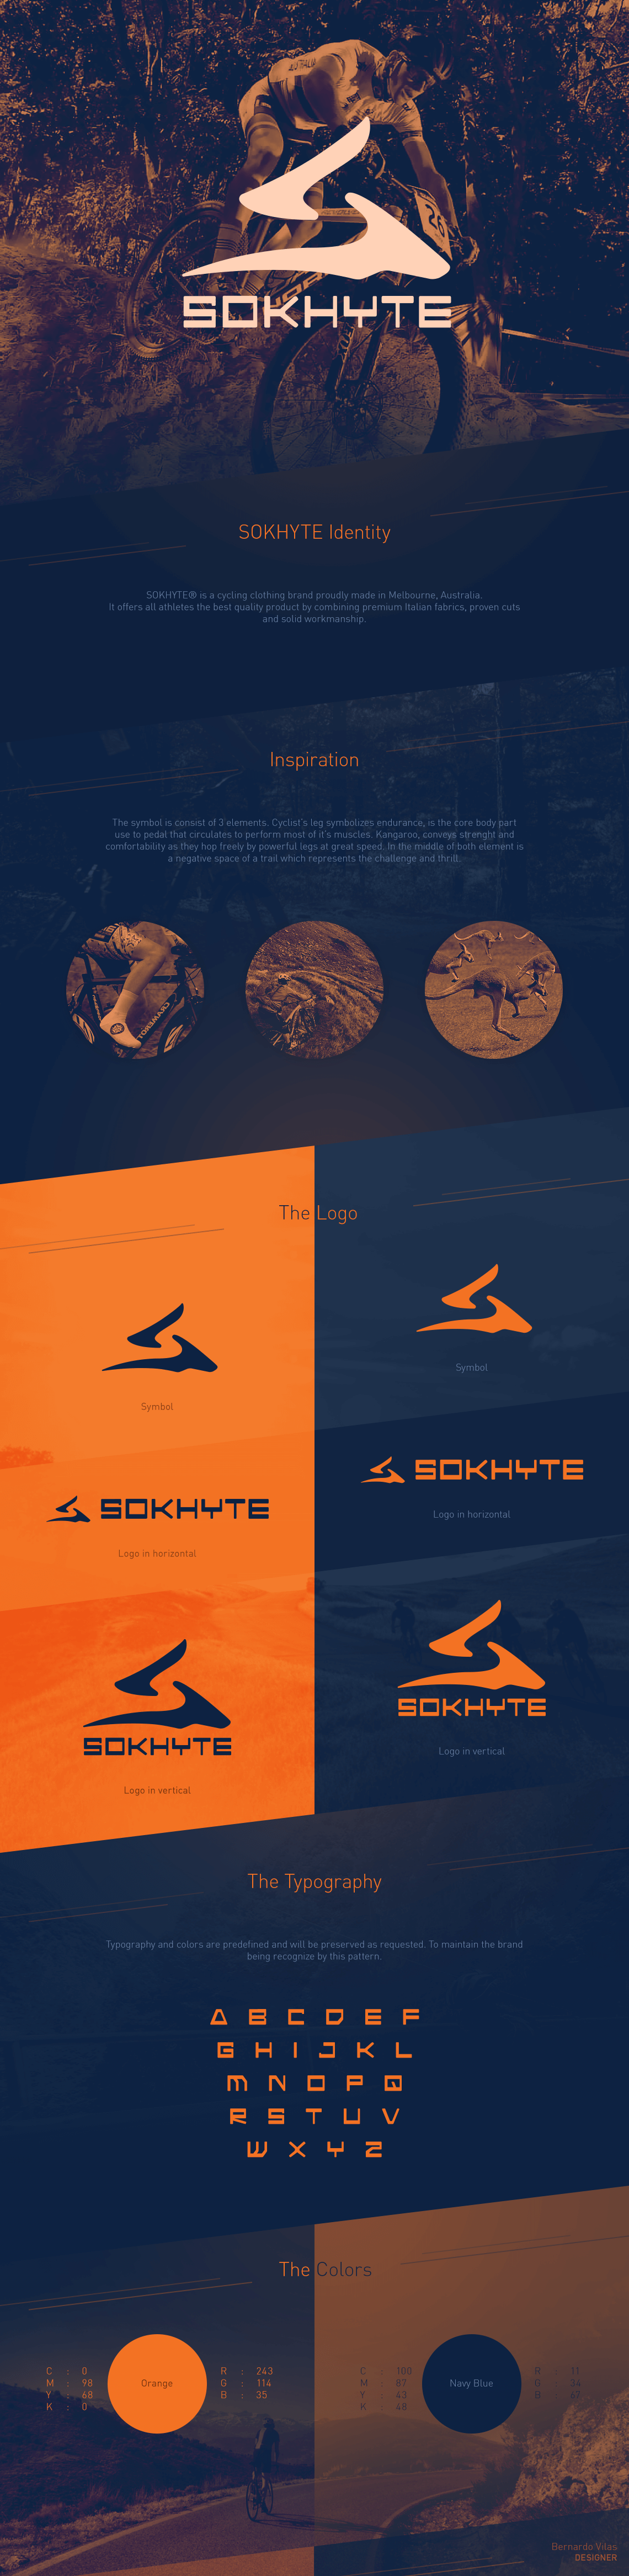 AUSTRALIA
26
SOKHYTE
SOKHYTE Identity
SOKHYTE® is a cycling clothing brand proudly made in Melbourne, Australia.
It offers all athletes the best quality product by combining premium Italian fabrics, proven cuts
and solid workmanship.
Inspiration
The symbol is consist of 3 elements. Cyclist's leg symbolizes endurance, is the core body part
use to pedal that circulates to perform most of it's muscles. Kangaroo, conveys strenght and
comfortability as they hop freely by powerful legs at great speed. In the middle of both element is
a negative space of a trail which represents the challenge and thrill.
The Logo
Symbol
Symbol
SOKHYTE
Logo in horizontal
SOKHYTE
Logo in horizontal
SOKHYTE
Logo in vertical
SOKHYTE
Logo in vertical
The Typography
Typography and colors are predefined and will be preserved as requested. To maintain the brand
being recognize by this pattern.
A B C D E F
G H I J K L
M N O P Q
R S T U V
W X Y Z
The Colors
C : 0
M : 98
Y : 68
K : 0
Orange
R : 243
G : 114
B : 35
C : 100
M : 87
Y : 43
K : 48
Navy Blue
R : 11
G : 34
B : 67
Bernardo Vilas
DESIGNER